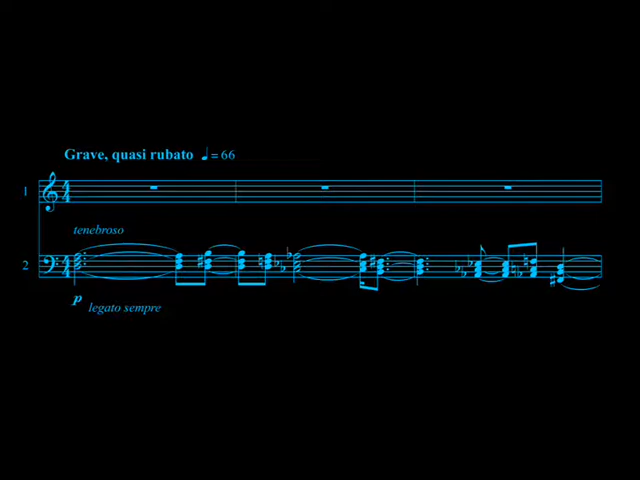 Grave, quasi rubato ♩ = 66
1
tenebroso
2
p
legato sempre